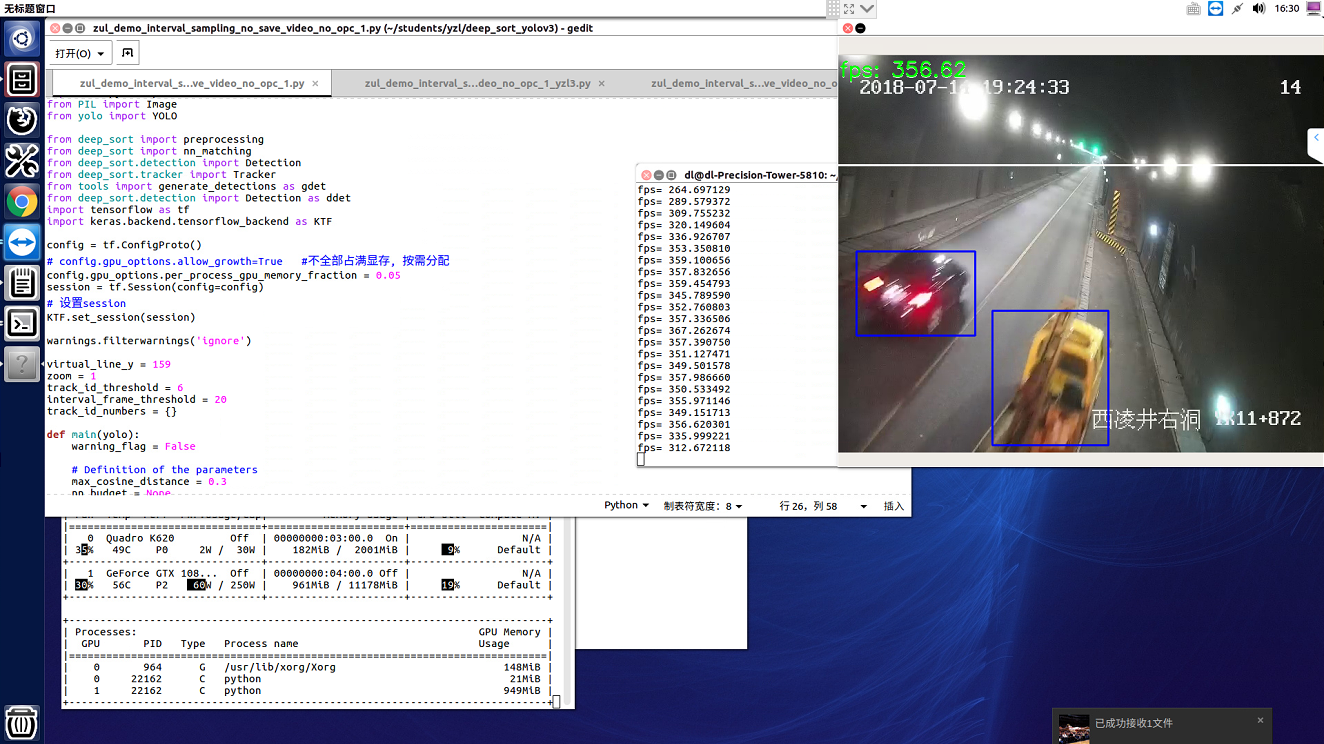 无标题窗口
16:30
zul_demo_interval_sampling_no_save_video_no_opc_1.py (~/students/yzl/deep_sort_yolov3) - gedit
打开(O)
zul_demo_interval_s...ve_video_no_opc_1.py ×
zul_demo_interval_s...deo_no_opc_1_yzl3.py ×
zul_demo_interval_s...ve_video_no_o
from PIL import Image
from yolo import YOLO
from deep_sort import preprocessing
from deep_sort import nn_matching
from deep_sort.detection import Detection
from deep_sort.tracker import Tracker
from tools import generate_detections as gdet
from deep_sort.detection import Detection as ddet
import tensorflow as tf
import keras.backend.tensorflow_backend as KTF
config = tf.ConfigProto()
# config.gpu_options.allow_growth=True   #不全部占满显存, 按需分配
config.gpu_options.per_process_gpu_memory_fraction = 0.05
session = tf.Session(config=config)
# 设置session
KTF.set_session(session)
warnings.filterwarnings('ignore')
virtual_line_y = 159
zoom = 1
track_id_threshold = 6
interval_frame_threshold = 20
track_id_numbers = {}
def main(yolo):
    warning_flag = False
    # Definition of the parameters
    max_cosine_distance = 0.3
    nn_budget = None
Python
制表符宽度: 8
行 26, 列 58
插入
dl@dl-Precision-Tower-5810: ~/
fps= 264.697129
fps= 289.579372
fps= 309.755232
fps= 320.149604
fps= 336.926707
fps= 353.350810
fps= 359.100656
fps= 357.832656
fps= 359.454793
fps= 345.789590
fps= 352.760803
fps= 357.336506
fps= 367.262674
fps= 357.390750
fps= 351.127471
fps= 349.501578
fps= 357.986660
fps= 350.533492
fps= 355.971146
fps= 349.151713
fps= 356.620301
fps= 335.999221
fps= 312.672118
fps: 356.62
19:24:33
14
西凌井右洞
K11+872
|===============================+======================+======================|
|   0  Quadro K620         Off  | 00000000:03:00.0  On |                  N/A |
| 35%   49C    P0     2W /  30W |    182MiB /  2001MiB |      9%      Default |
+-------------------------------+----------------------+----------------------+
|   1  GeForce GTX 108...  Off  | 00000000:04:00.0 Off |                  N/A |
| 30%   56C    P2    60W / 250W |    961MiB / 11178MiB |     19%      Default |
+-------------------------------+----------------------+----------------------+
+-----------------------------------------------------------------------------+
| Processes:                                                       GPU Memory |
|  GPU       PID   Type   Process name                             Usage      |
|=============================================================================|
|    0       964      G   /usr/lib/xorg/Xorg                           148MiB |
|    0     22162      C   python                                        21MiB |
|    1     22162      C   python                                       949MiB |
+-----------------------------------------------------------------------------+
已成功接收1文件